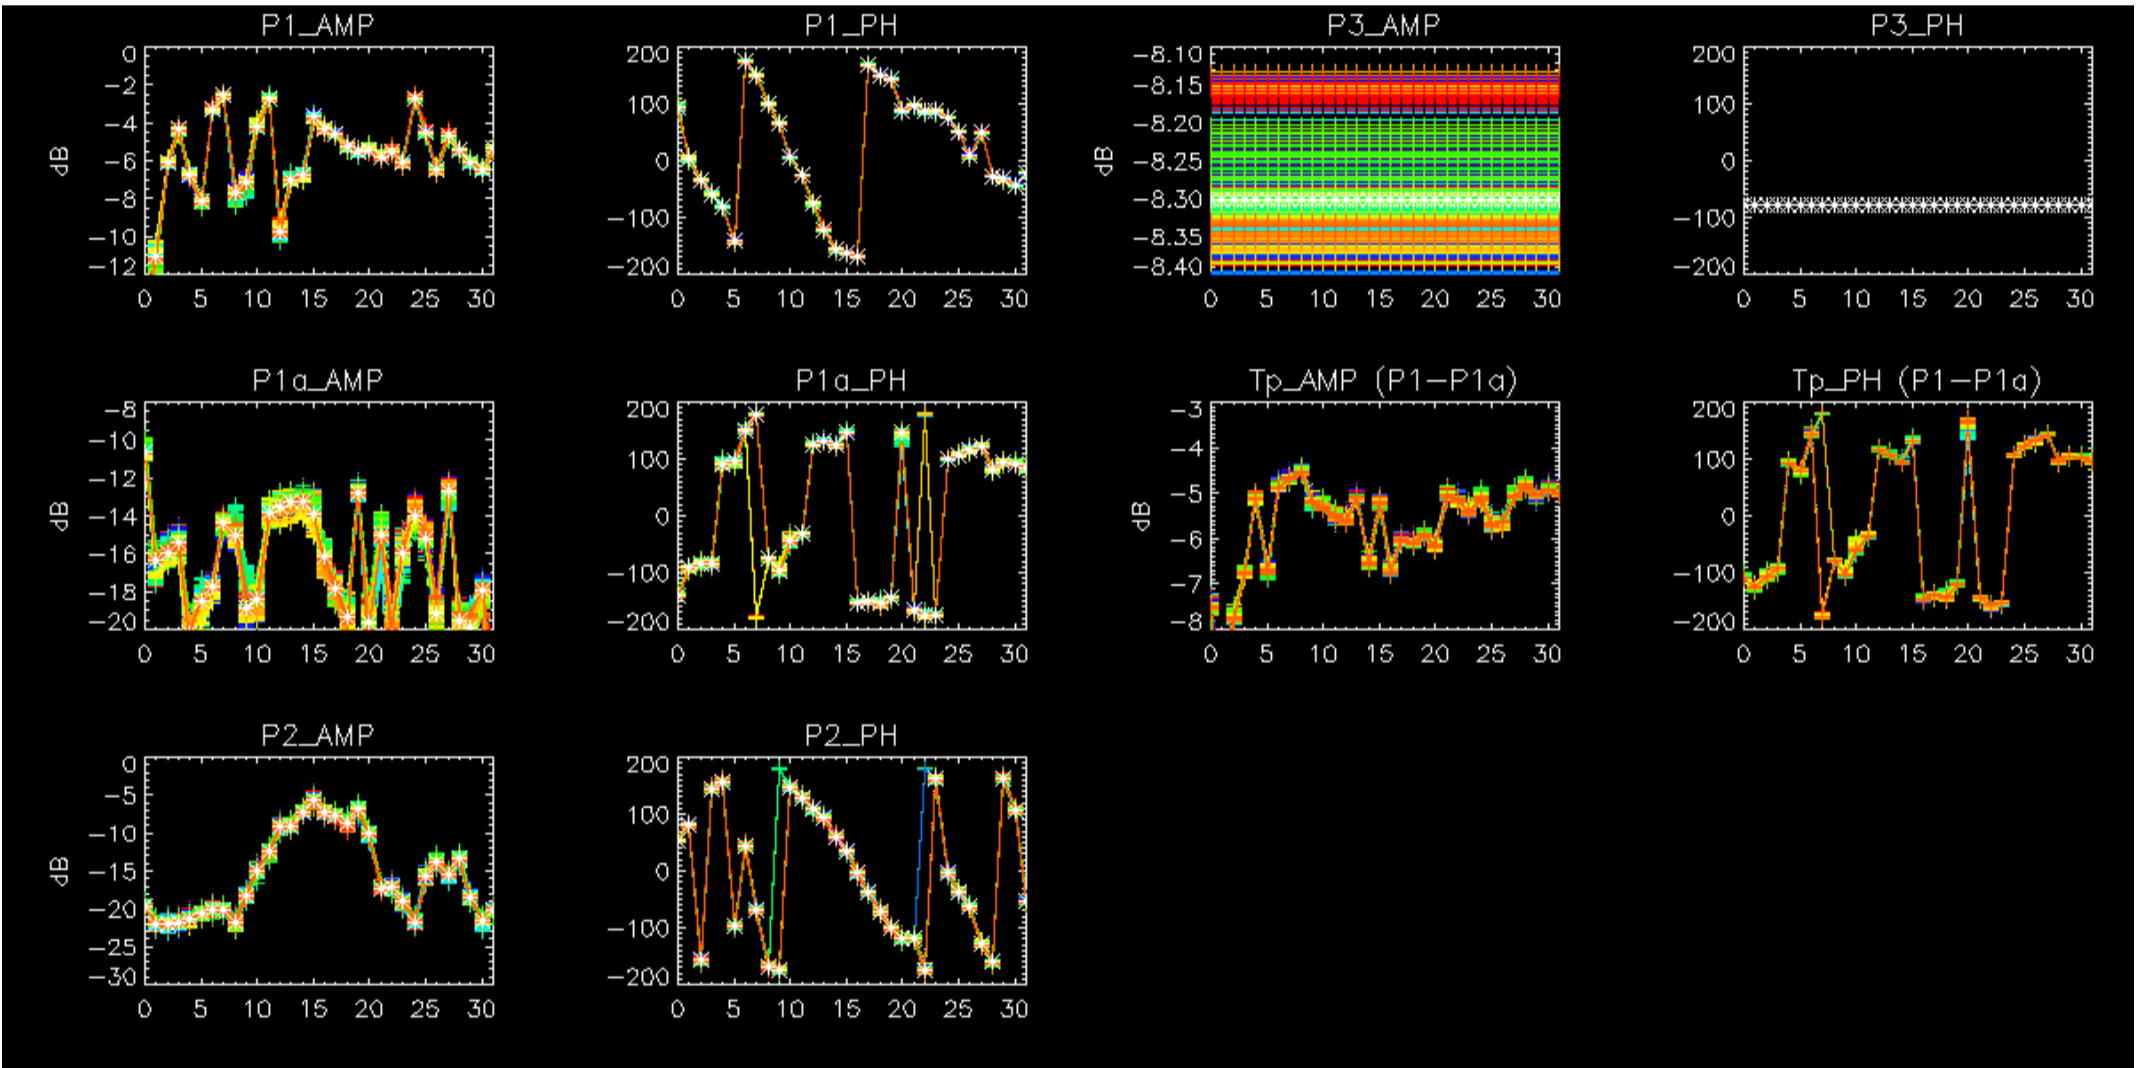 P1_AMP
dB
0
−2
−4
−6
−8
−10
−12
0 5 10 15 20 25 30
P1_PH
200
100
0
−100
−200
0 5 10 15 20 25 30
P3_AMP
dB
−8.10
−8.15
−8.20
−8.25
−8.30
−8.35
−8.40
0 5 10 15 20 25 30
P3_PH
200
100
0
−100
−200
0 5 10 15 20 25 30
P1a_AMP
dB
−8
−10
−12
−14
−16
−18
−20
0 5 10 15 20 25 30
P1a_PH
200
100
0
−100
−200
0 5 10 15 20 25 30
Tp_AMP (P1−P1a)
dB
−3
−4
−5
−6
−7
−8
0 5 10 15 20 25 30
Tp_PH (P1−P1a)
200
100
0
−100
−200
0 5 10 15 20 25 30
P2_AMP
dB
0
−5
−10
−15
−20
−25
−30
0 5 10 15 20 25 30
P2_PH
200
100
0
−100
−200
0 5 10 15 20 25 30